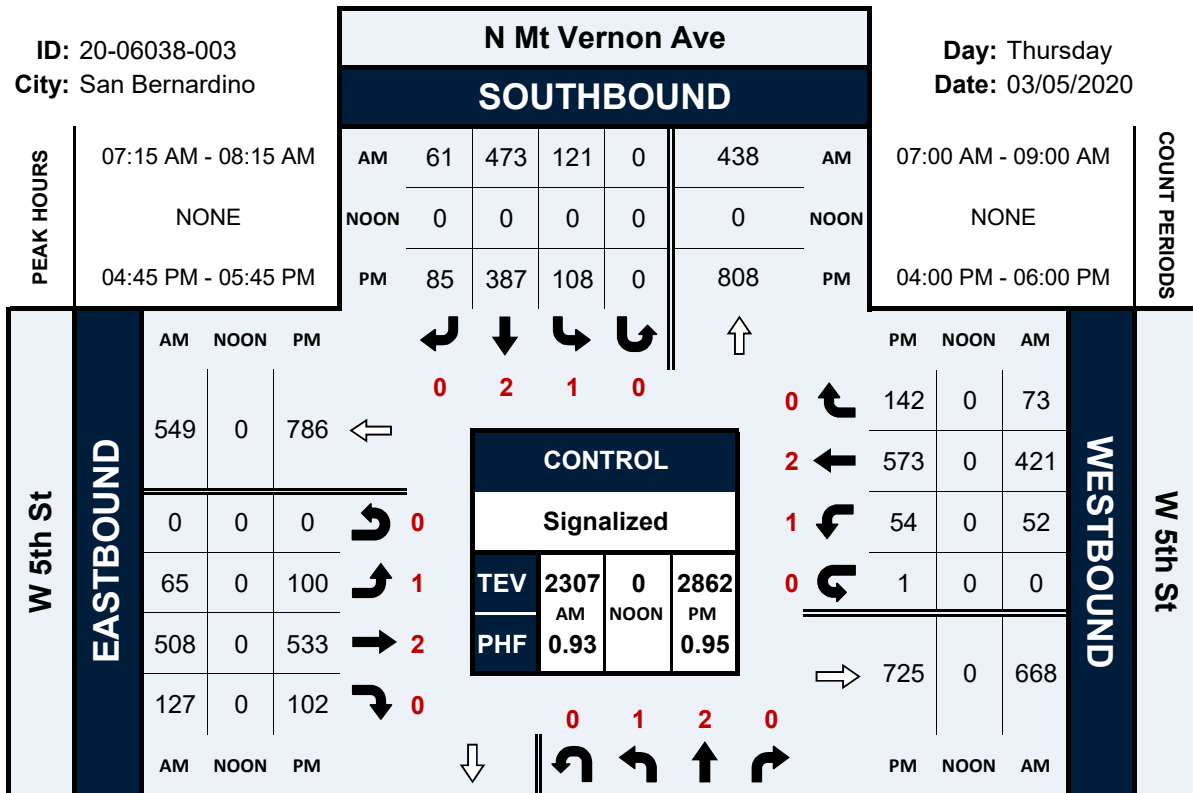 ID: 20-06038-003
City: San Bernardino
N Mt Vernon Ave
SOUTHBOUND
Day: Thursday
Date: 03/05/2020
PEAK HOURS
07:15 AM - 08:15 AM
NONE
04:45 PM - 05:45 PM
AM 61 473 121 0 438 AM
NOON 0 0 0 0 0 NOON
PM 85 387 108 0 808 PM
07:00 AM - 09:00 AM
NONE
04:00 PM - 06:00 PM
COUNT PERIODS
0 2 1 0
W 5th St
EASTBOUND
AM NOON PM
549 0 786
0 0 0 0
65 0 100 1
508 0 533 2
127 0 102 0
AM NOON PM
CONTROL
Signalized
TEV 2307 0 2862
AM NOON PM
PHF 0.93 0.95
PM NOON AM
0 142 0 73
2 573 0 421
1 54 0 52
0 1 0 0
725 0 668
PM NOON AM
WESTBOUND
W 5th St
0 1 2 0